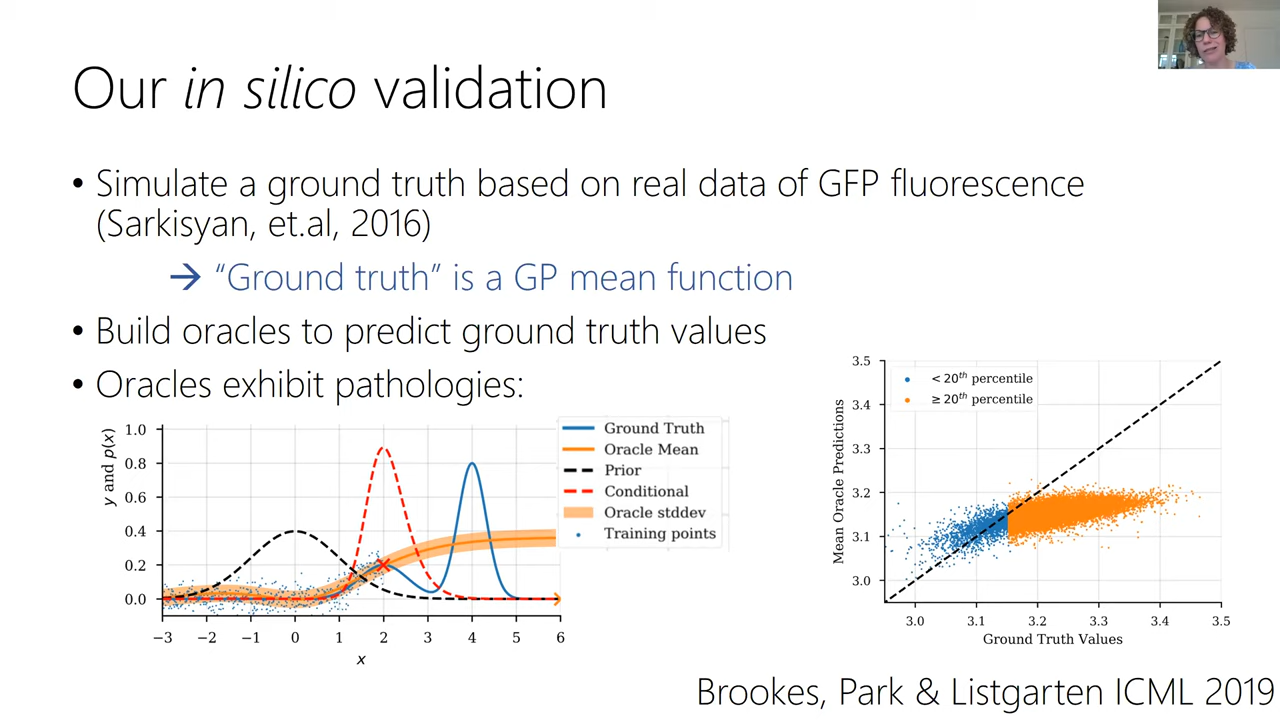 Our in silico validation
• Simulate a ground truth based on real data of GFP fluorescence
(Sarkisyan, et.al, 2016)
→ “Ground truth” is a GP mean function
• Build oracles to predict ground truth values
• Oracles exhibit pathologies:
y and p(x)
1.0
0.8
0.6
0.4
0.2
0.0
−3 −2 −1 0 1 2 3 4 5 6
x
Ground Truth
Oracle Mean
Prior
Conditional
Oracle stddev
Training points
Mean Oracle Predictions
3.5
3.4
3.3
3.2
3.1
3.0
< 20th percentile
≥ 20th percentile
3.0 3.1 3.2 3.3 3.4 3.5
Ground Truth Values
Brookes, Park & Listgarten ICML 2019